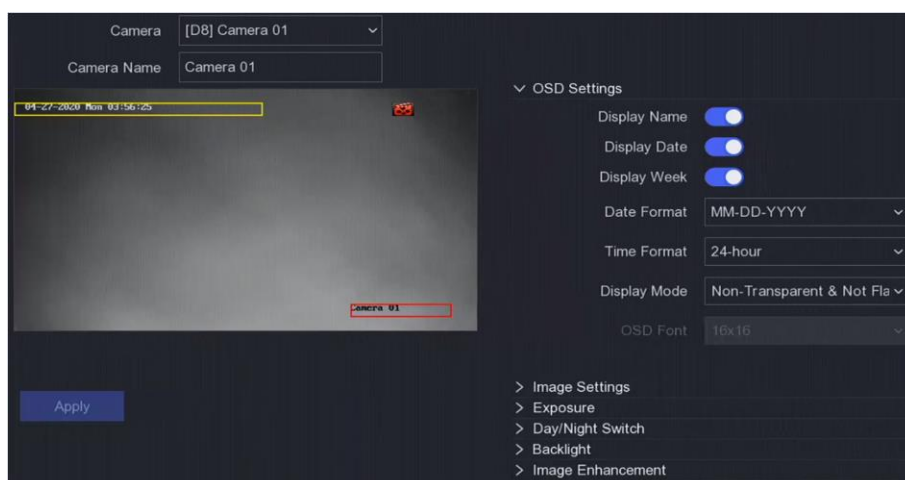 Camera [D8] Camera 01
Camera Name Camera 01
04-27-2020 Mon 03:56:25
Camera 01
Apply
OSD Settings
Display Name
Display Date
Display Week
Date Format MM-DD-YYYY
Time Format 24-hour
Display Mode Non-Transparent & Not Fla
OSD Font 16x16
Image Settings
Exposure
Day/Night Switch
Backlight
Image Enhancement